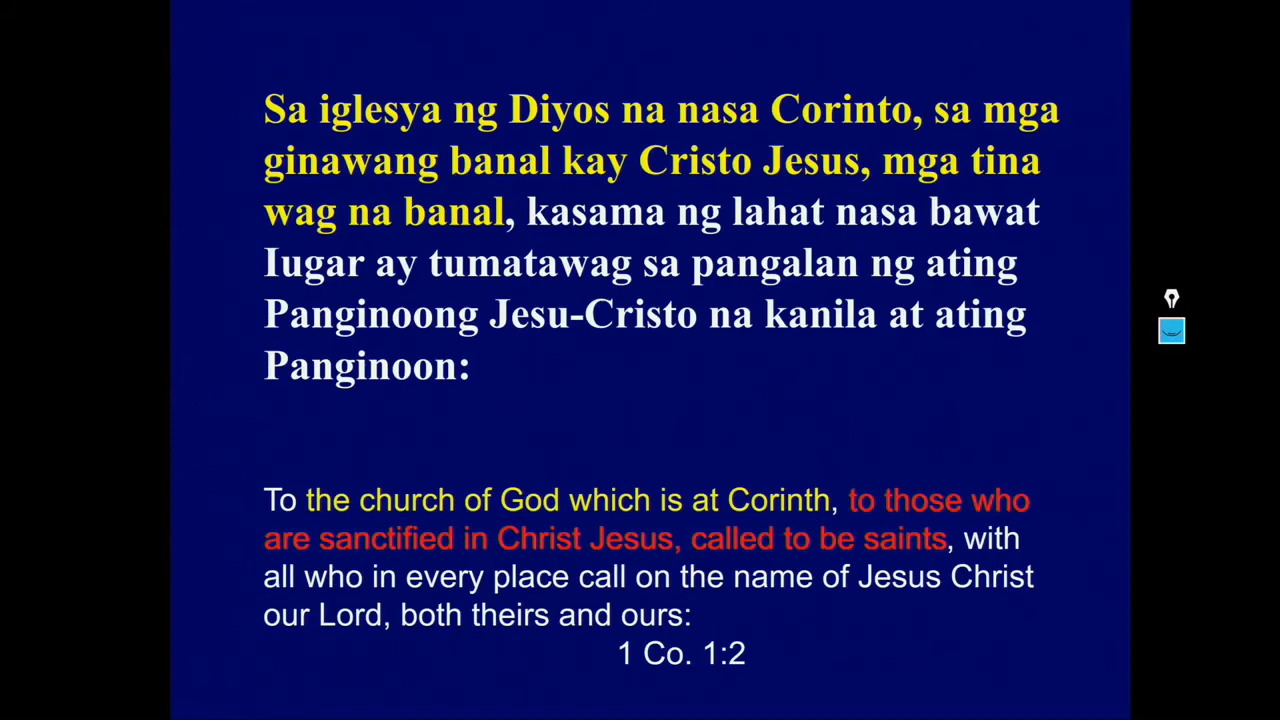 Sa iglesya ng Diyos na nasa Corinto, sa mga
ginawang banal kay Cristo Jesus, mga tina
wag na banal, kasama ng lahat nasa bawat
Iugar ay tumatawag sa pangalan ng ating
Panginoong Jesu-Cristo na kanila at ating
Panginoon:
To the church of God which is at Corinth, to those who
are sanctified in Christ Jesus, called to be saints, with
all who in every place call on the name of Jesus Christ
our Lord, both theirs and ours:
1 Co. 1:2